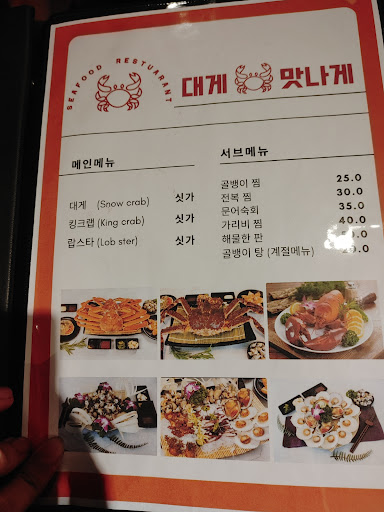 SEAFOOD RESTUARANT
대게 맛나게
메인메뉴
대게 (Snow crab) 싯가
킹크랩 (King crab) 싯가
랍스타 (Lob ster) 싯가
서브메뉴
골뱅이 찜 25.0
전복 찜 30.0
문어숙회 35.0
가리비 찜 40.0
해물한 판
골뱅이 탕 (계절메뉴)